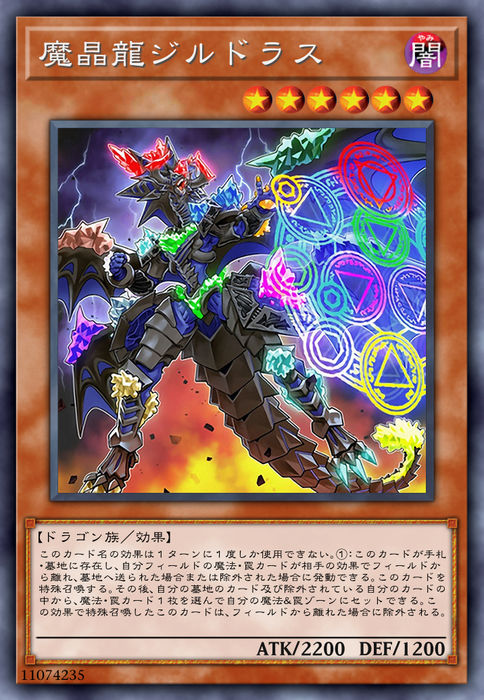 魔晶龍ジルドラス
やみ
闇
【ドラゴン族／効果】
このカード名の効果は１ターンに１度しか使用できない。①：このカードが手札
・墓地に存在し、自分フィールドの魔法・罠カードが相手の効果でフィールドか
ら離れ、墓地へ送られた場合または除外された場合に発動できる。このカードを
特殊召喚する。その後、自分の墓地のカード及び除外されている自分のカードの
中から、魔法・罠カード１枚を選んで自分の魔法&罠ゾーンにセットできる。こ
の効果で特殊召喚したこのカードは、フィールドから離れた場合に除外される。
ATK/2200 DEF/1200
11074235